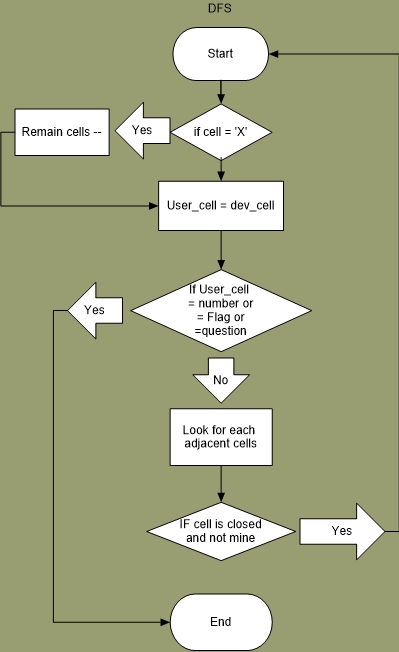 DFS
Start
if cell = 'X'
Yes
Remain cells --
User_cell = dev_cell
If User_cell
= number or
= Flag or
=question
Yes
No
Look for each
adjacent cells
IF cell is closed
and not mine
Yes
End